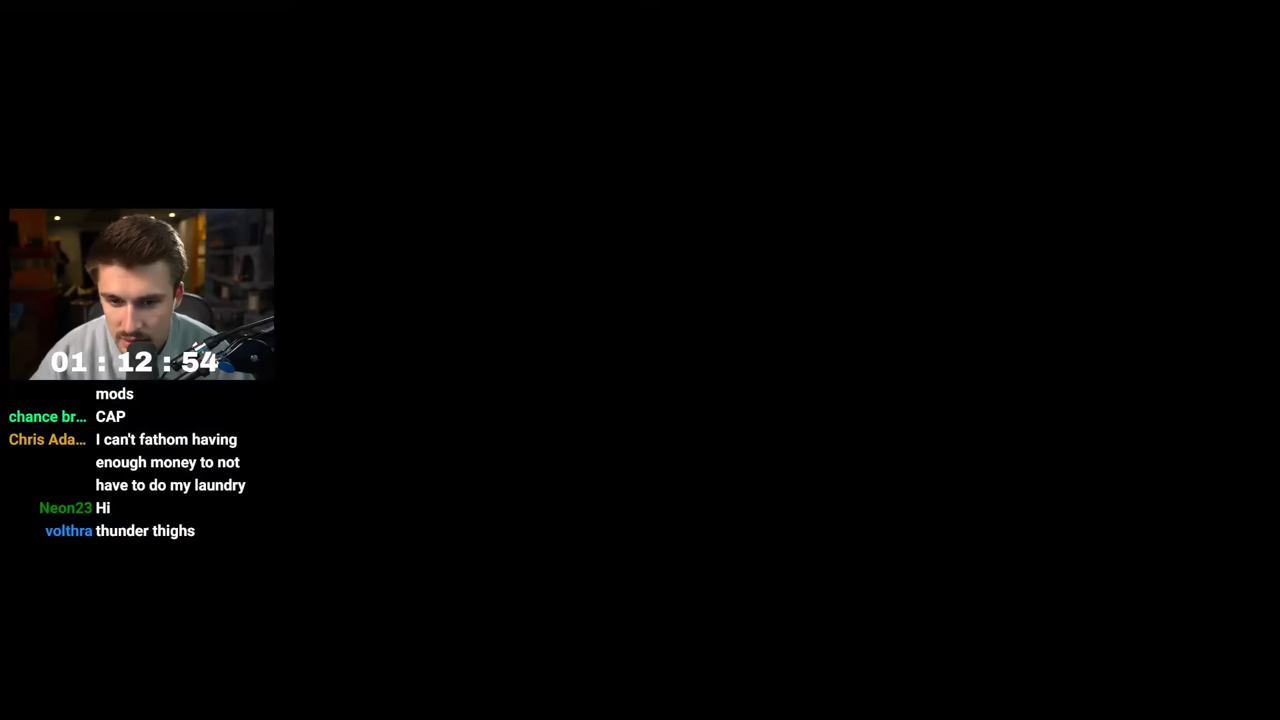 01 : 12 : 54
mods
chance br... CAP
Chris Ada... I can't fathom having
enough money to not
have to do my laundry
Neon23 Hi
volthra thunder thighs